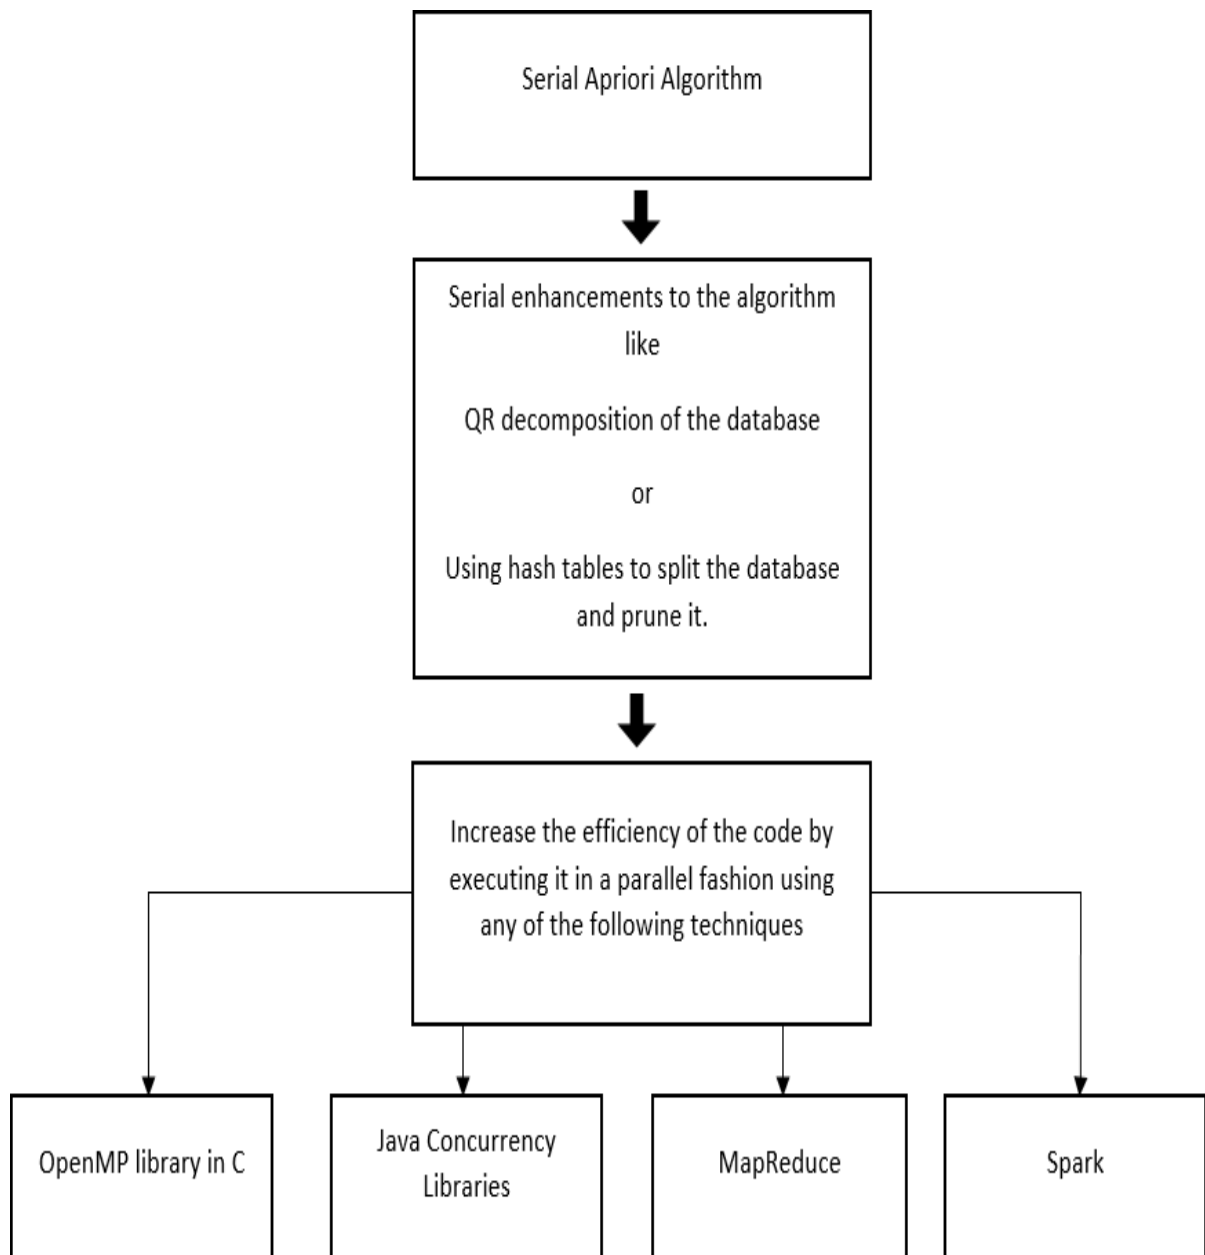 Serial Apriori Algorithm
Serial enhancements to the algorithm
like
QR decomposition of the database
or
Using hash tables to split the database
and prune it.
Increase the efficiency of the code by
executing it in a parallel fashion using
any of the following techniques
OpenMP library in C
Java Concurrency
Libraries
MapReduce
Spark